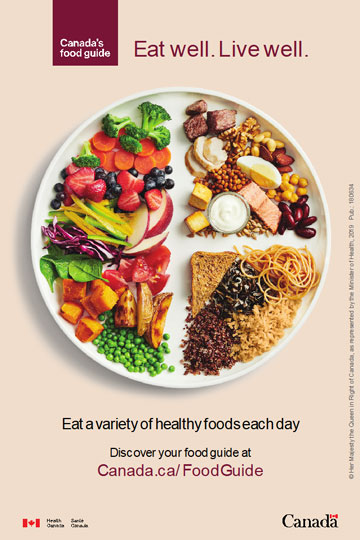 Canada's
food guide
Eat well. Live well.
Eat a variety of healthy foods each day
Discover your food guide at
Canada.ca/FoodGuide
© Her Majesty the Queen in Right of Canada, as represented by the Minister of Health, 2019 Pub.: 180834
Health
Canada
Santé
Canada
Canada